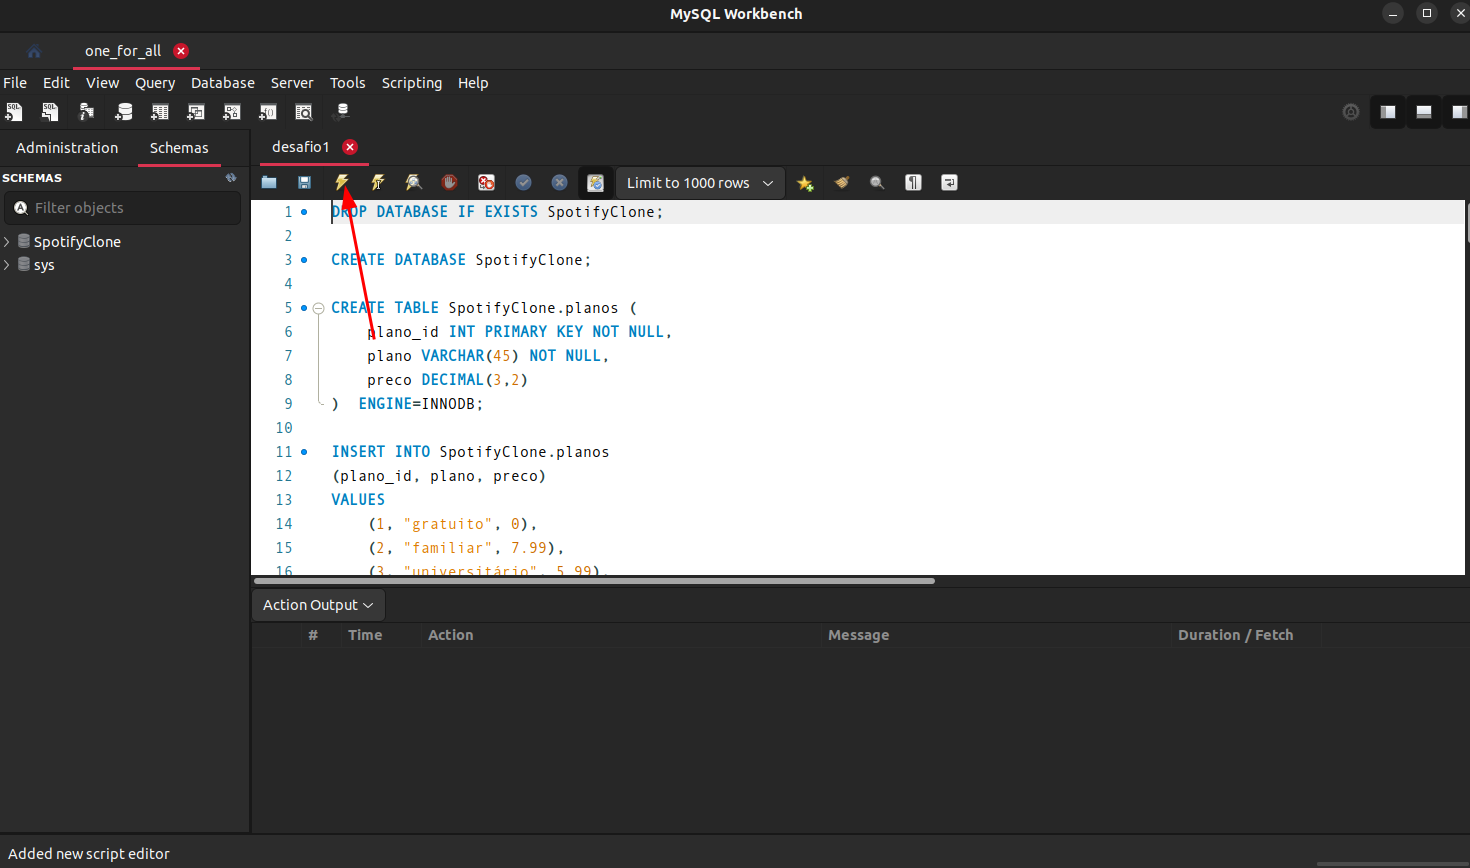 MySQL Workbench
one_for_all
File Edit View Query Database Server Tools Scripting Help
Administration Schemas
desafio1
SCHEMAS
Limit to 1000 rows
Filter objects
SpotifyClone
sys
1 DROP DATABASE IF EXISTS SpotifyClone;
2
3 CREATE DATABASE SpotifyClone;
4
5 CREATE TABLE SpotifyClone.planos (
6 plano_id INT PRIMARY KEY NOT NULL,
7 plano VARCHAR(45) NOT NULL,
8 preco DECIMAL(3,2)
9 ) ENGINE=INNODB;
10
11 INSERT INTO SpotifyClone.planos
12 (plano_id, plano, preco)
13 VALUES
14 (1, "gratuito", 0),
15 (2, "familiar", 7.99),
16 (3, "universitário", 5.99),
Action Output
# Time Action Message Duration / Fetch
Added new script editor